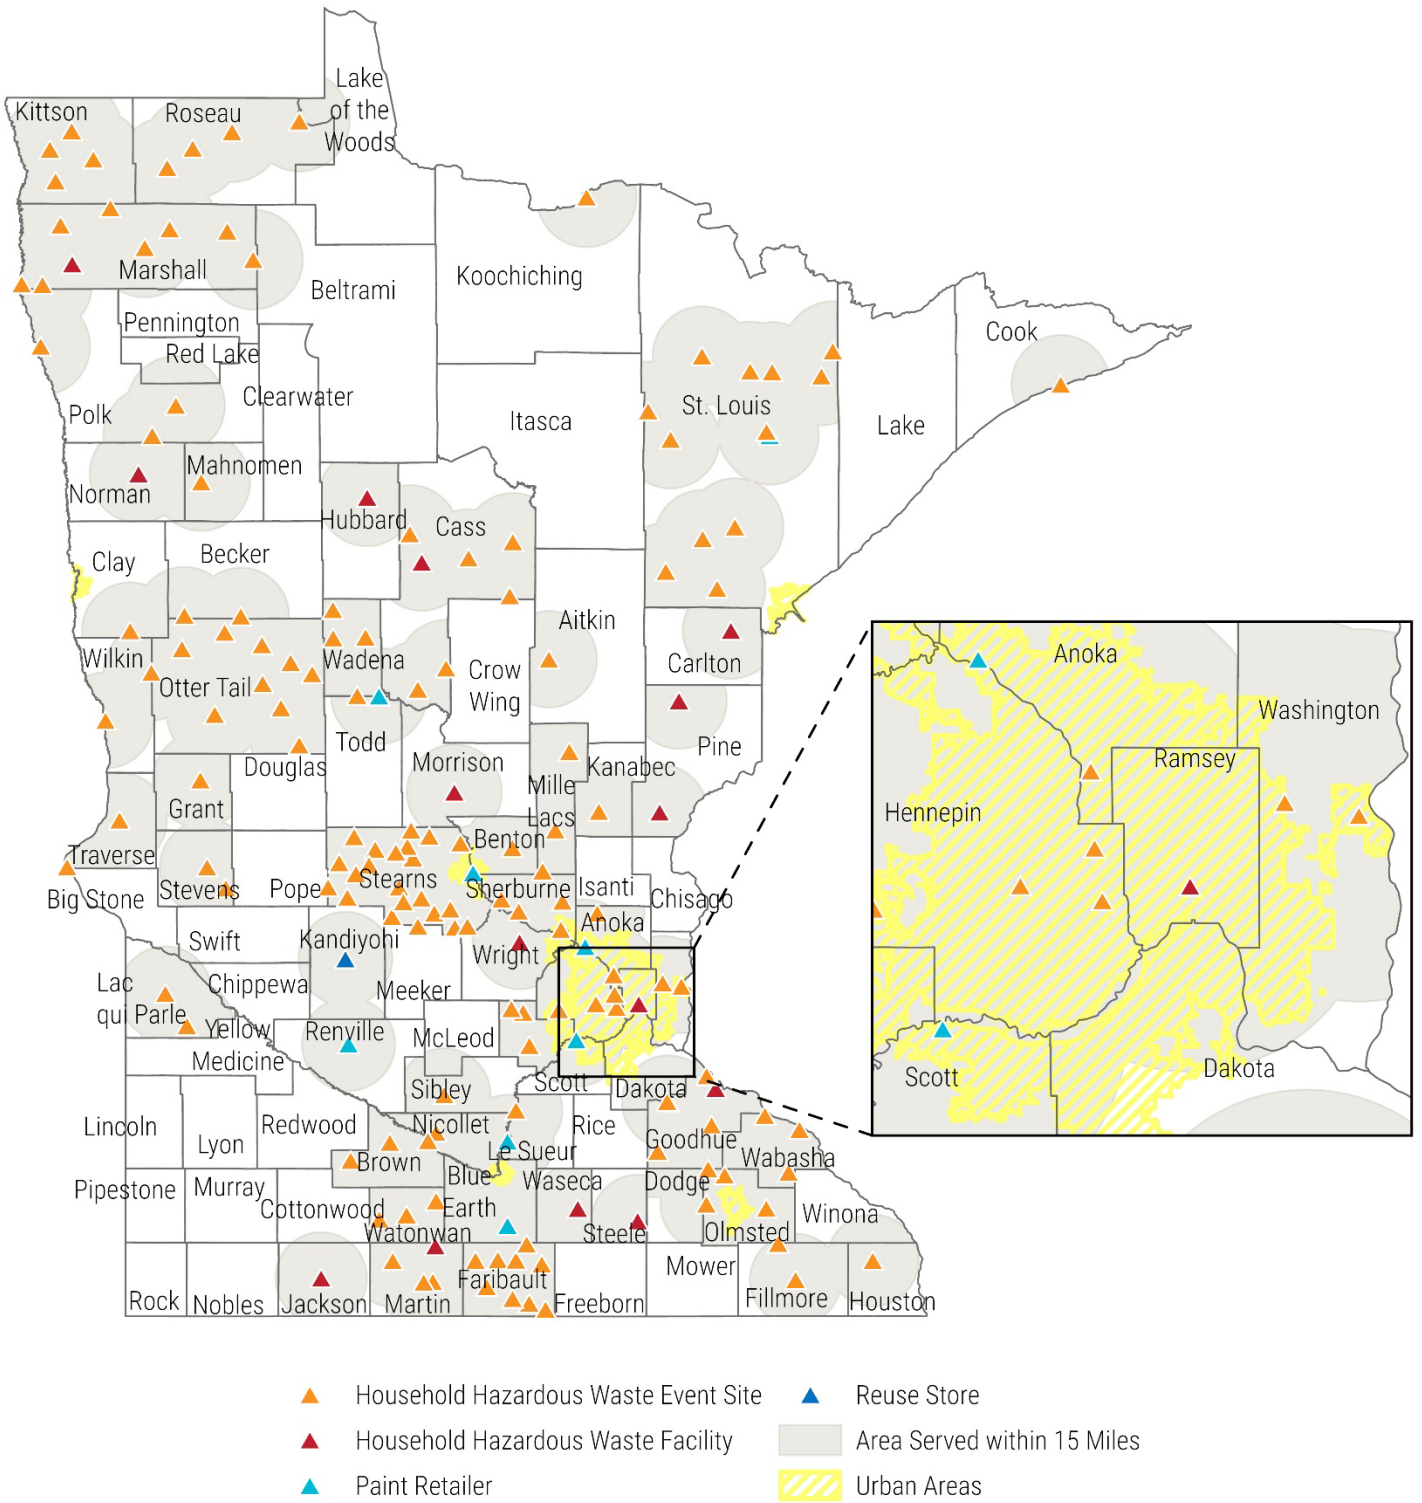 Kittson
Roseau
Lake
of the
Woods
Marshall
Beltrami
Koochiching
Pennington
Red Lake
Cook
Clearwater
Polk
St. Louis
Itasca
Lake
Mahnomen
Norman
Hubbard
Cass
Becker
Clay
Aitkin
Wilkin
Wadena
Carlton
Crow
Wing
Otter Tail
Todd
Pine
Douglas
Morrison
Kanabec
Mille
Lacs
Grant
Benton
Traverse
Stearns
Stevens
Pope
Sherburne
Isanti
Chisago
Big Stone
Anoka
Swift
Kandiyohi
Wright
Lac
qui Parle
Chippewa
Meeker
Yellow
Medicine
Renville
McLeod
Sibley
Scott
Dakota
Lincoln
Lyon
Redwood
Nicollet
Rice
Le Sueur
Goodhue
Wabasha
Brown
Blue
Earth
Waseca
Dodge
Pipestone
Murray
Cottonwood
Watonwan
Steele
Olmsted
Winona
Rock
Nobles
Jackson
Martin
Faribault
Freeborn
Mower
Fillmore
Houston
Anoka
Washington
Ramsey
Hennepin
Scott
Dakota
Household Hazardous Waste Event Site
Household Hazardous Waste Facility
Paint Retailer
Reuse Store
Area Served within 15 Miles
Urban Areas